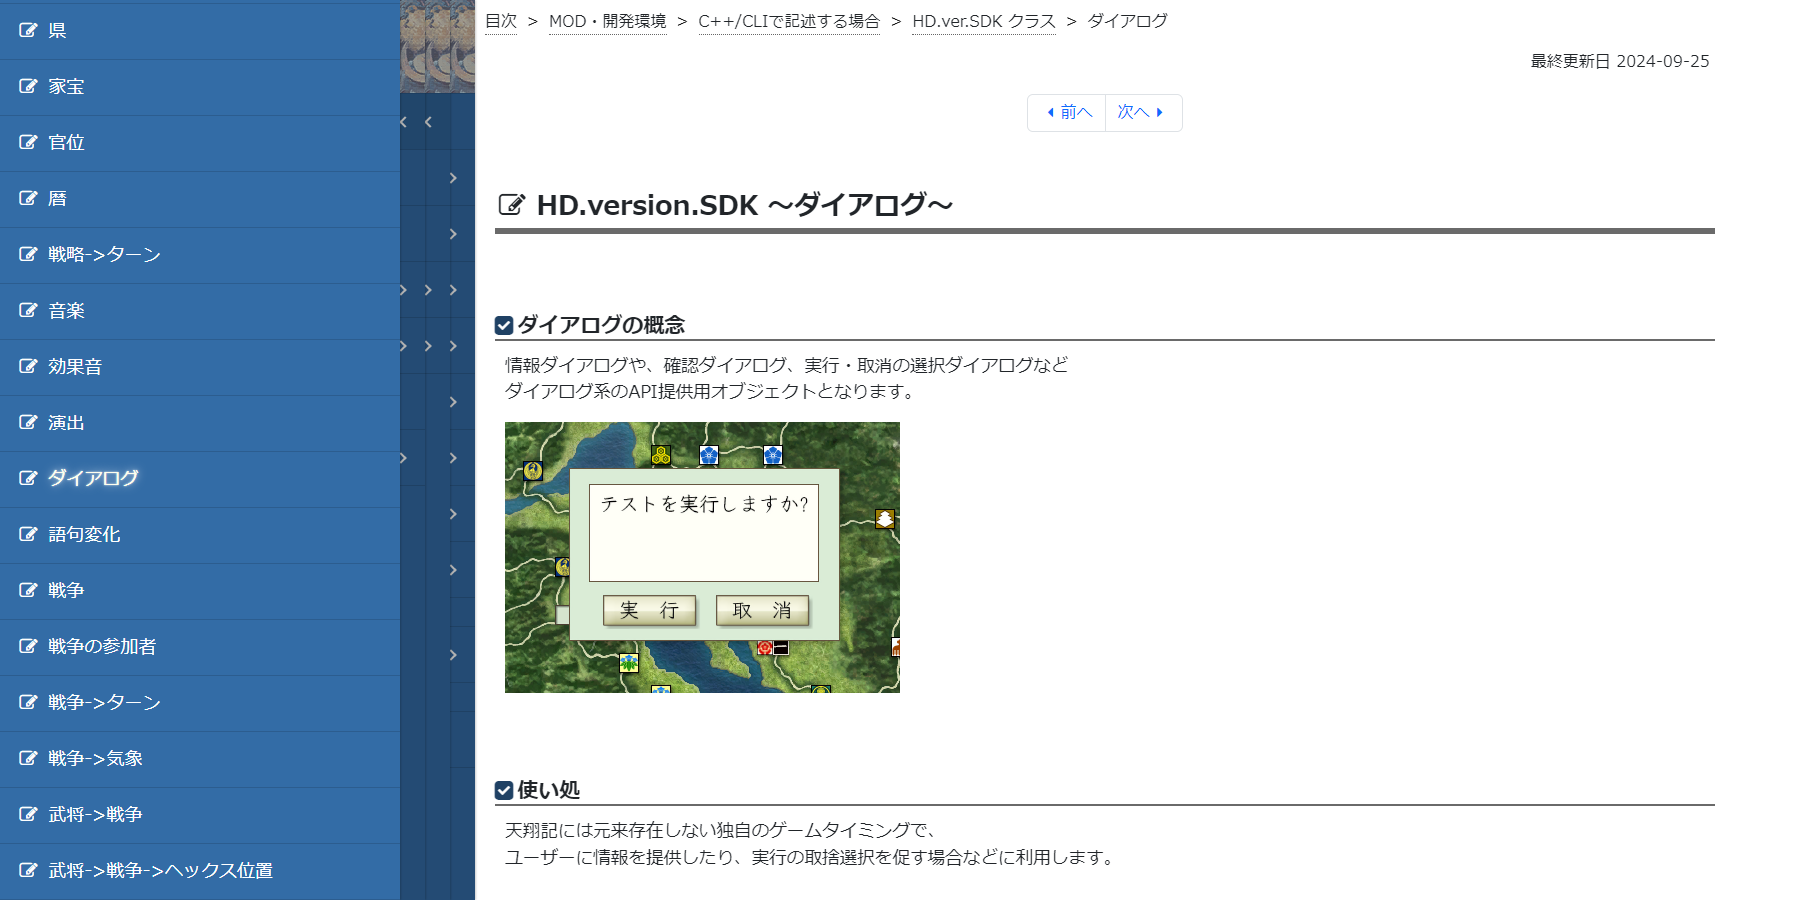 県
家宝
官位
暦
戦略->ターン
音楽
効果音
演出
ダイアログ
語句変化
戦争
戦争の参加者
戦争->ターン
戦争->気象
武将->戦争
武将->戦争->ヘックス位置
目次 > MOD・開発環境 > C++/CLIで記述する場合 > HD.ver.SDK クラス > ダイアログ
最終更新日 2024-09-25
前へ 次へ
HD.version.SDK ～ダイアログ～
ダイアログの概念
情報ダイアログや、確認ダイアログ、実行・取消の選択ダイアログなど
ダイアログ系のAPI提供用オブジェクトとなります。
テストを実行しますか?
実 行 取 消
使い処
天翔記には元来存在しない独自のゲームタイミングで、
ユーザーに情報を提供したり、実行の取捨選択を促す場合などに利用します。